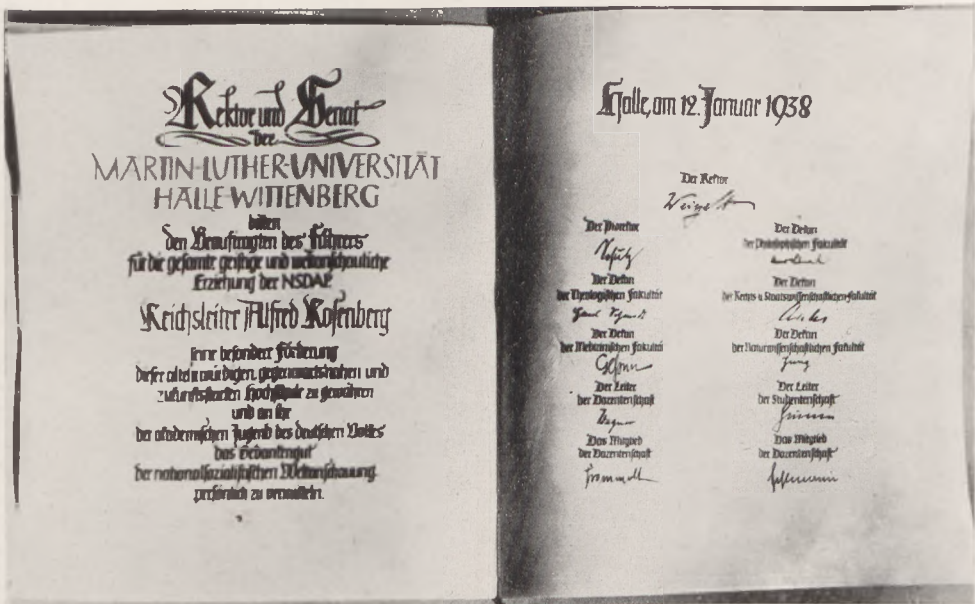 Rektor und Senat
der
MARTIN-LUTHER-UNIVERSITÄT
HALLE-WITTENBERG
bitten
den Beauftragten des Führers
für die gesamte geistige und weltanschauliche
Erziehung der NSDAP.
Reichsleiter Alfred Rosenberg
seine besondere Förderung
dieser altehrwürdigen, gegenwartsnahen und
zukunftsstarken Hochschule zu gewähren
und an ihr
der akademischen Jugend des deutschen Volkes
das Gedankengut
der nationalsozialistischen Weltanschauung
persönlich zu vermitteln.
Halle, am 12. Januar 1938
Der Rektor
Weigelt
Der Prorektor
Der Dekan
der Theologischen Fakultät
Der Dekan
der Medizinischen Fakultät
Der Leiter
der Dozentenschaft
Wagner
Das Mitglied
der Dozentenschaft
Der Dekan
der Philosophischen Fakultät
Der Dekan
der Rechts- u. Staatswissenschaftlichen Fakultät
Der Dekan
der Naturwissenschaftlichen Fakultät
Jung
Der Leiter
der Studentenschaft
Das Mitglied
der Dozentenschaft